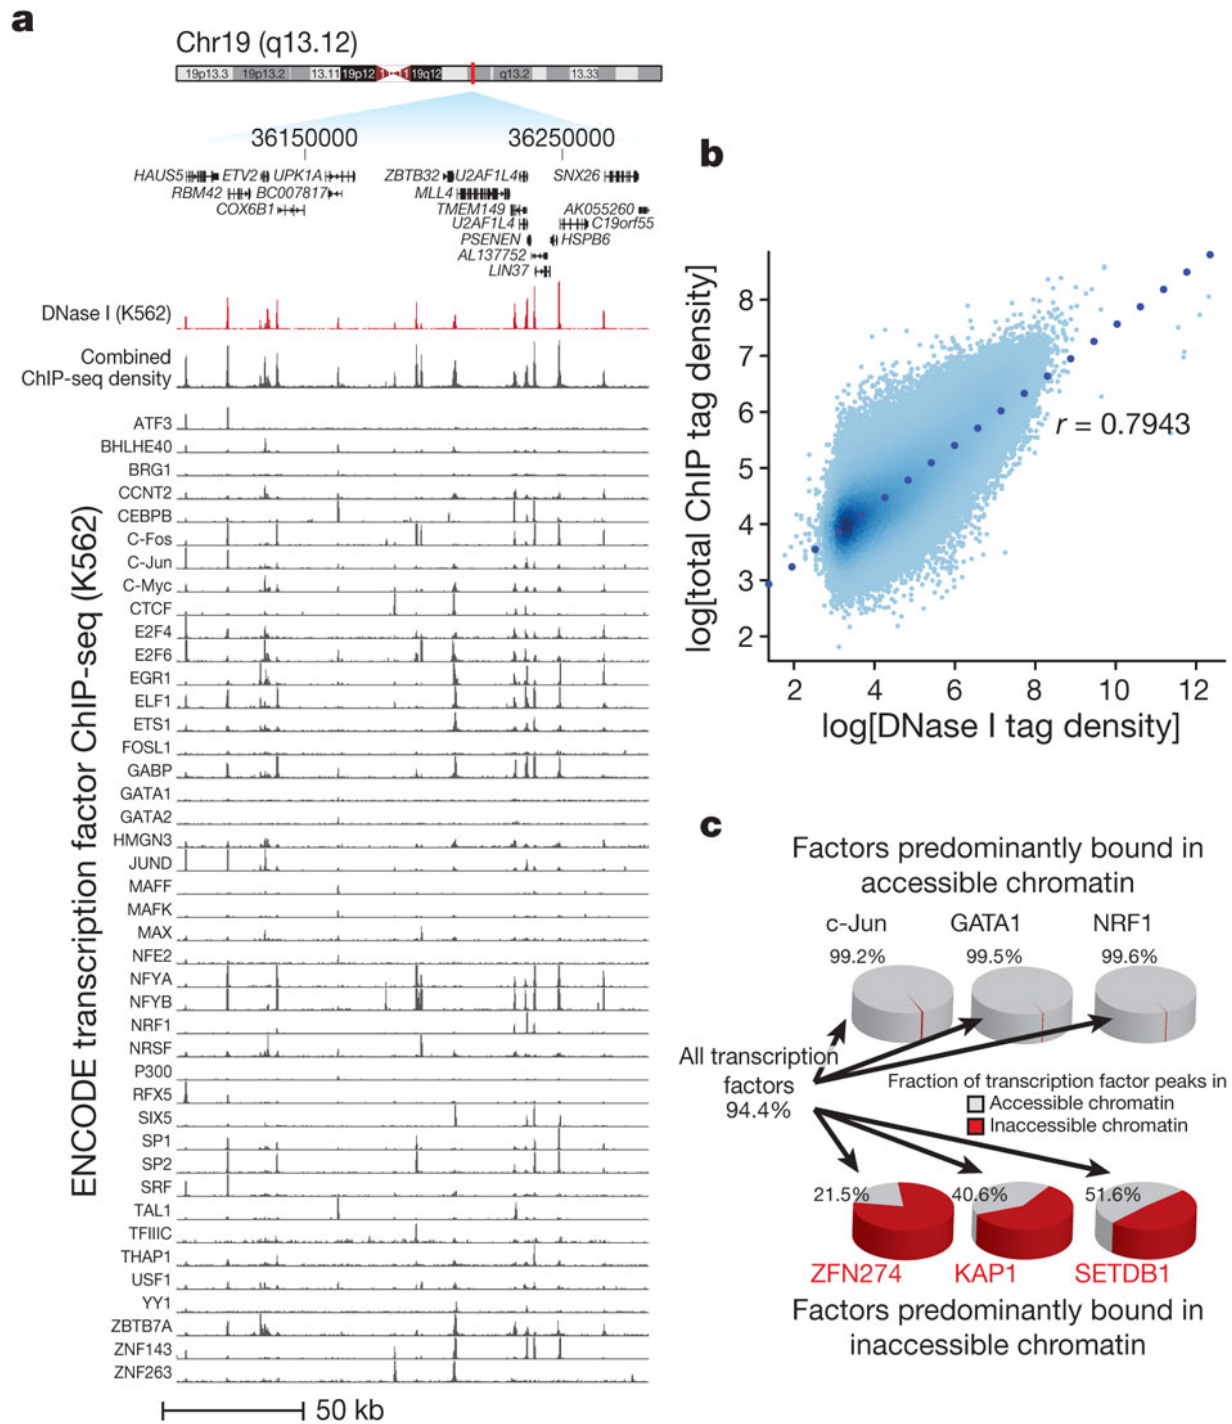 a
Chr19 (q13.12)
19p13.3 19p13.2 13.11 19p12 1 1 19q12 q13.2 13.33
36150000 36250000
HAUS5 ETV2 UPK1A ZBTB32 U2AF1L4 SNX26
RBM42 BC007817 MLL4
COX6B1 TMEM149 AK055260
U2AF1L4 C19orf55
PSENEN HSPB6
AL137752
LIN37
DNase I (K562)
Combined
ChIP-seq density
ENCODE transcription factor ChIP-seq (K562)
ATF3
BHLHE40
BRG1
CCNT2
CEBPB
C-Fos
C-Jun
C-Myc
CTCF
E2F4
E2F6
EGR1
ELF1
ETS1
FOSL1
GABP
GATA1
GATA2
HMGN3
JUND
MAFF
MAFK
MAX
NFE2
NFYA
NFYB
NRF1
NRSF
P300
RFX5
SIX5
SP1
SP2
SRF
TAL1
TFIIIC
THAP1
USF1
YY1
ZBTB7A
ZNF143
ZNF263
50 kb
b
log[total ChIP tag density]
8
7
6
5
4
3
2
r = 0.7943
2 4 6 8 10 12
log[DNase I tag density]
c
Factors predominantly bound in
accessible chromatin
c-Jun GATA1 NRF1
99.2% 99.5% 99.6%
All transcription
factors
94.4%
Fraction of transcription factor peaks in
Accessible chromatin
Inaccessible chromatin
21.5% 40.6% 51.6%
ZFN274 KAP1 SETDB1
Factors predominantly bound in
inaccessible chromatin